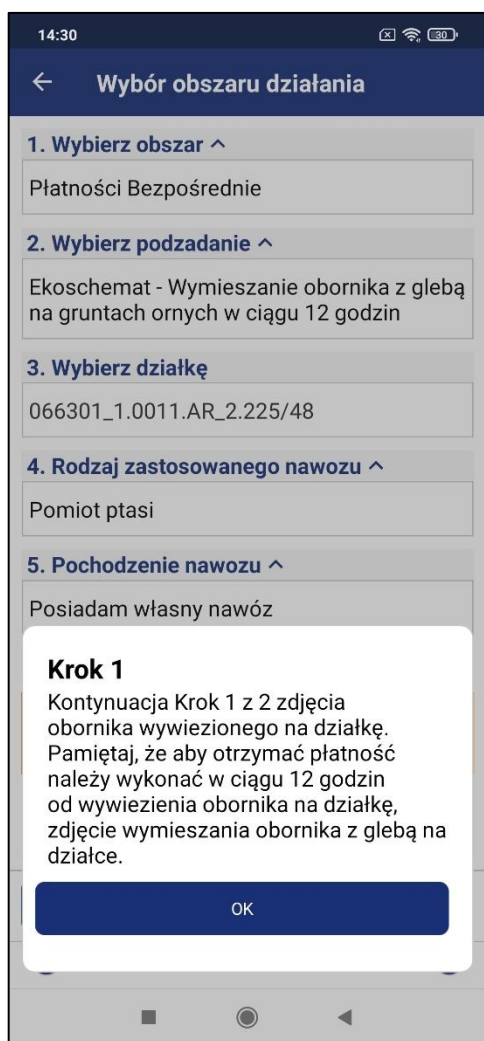 14:30
30
Wybór obszaru działania
1. Wybierz obszar
Płatności Bezpośrednie
2. Wybierz podzadanie
Ekoschemat - Wymieszanie obornika z glebą
na gruntach ornych w ciągu 12 godzin
3. Wybierz działkę
066301_1.0011.AR_2.225/48
4. Rodzaj zastosowanego nawozu
Pomiot ptasi
5. Pochodzenie nawozu
Posiadam własny nawóz
Krok 1
Kontynuacja Krok 1 z 2 zdjęcia
obornika wywiezionego na działkę.
Pamiętaj, że aby otrzymać płatność
należy wykonać w ciągu 12 godzin
od wywiezienia obornika na działkę,
zdjęcie wymieszania obornika z glebą na
działce.
OK